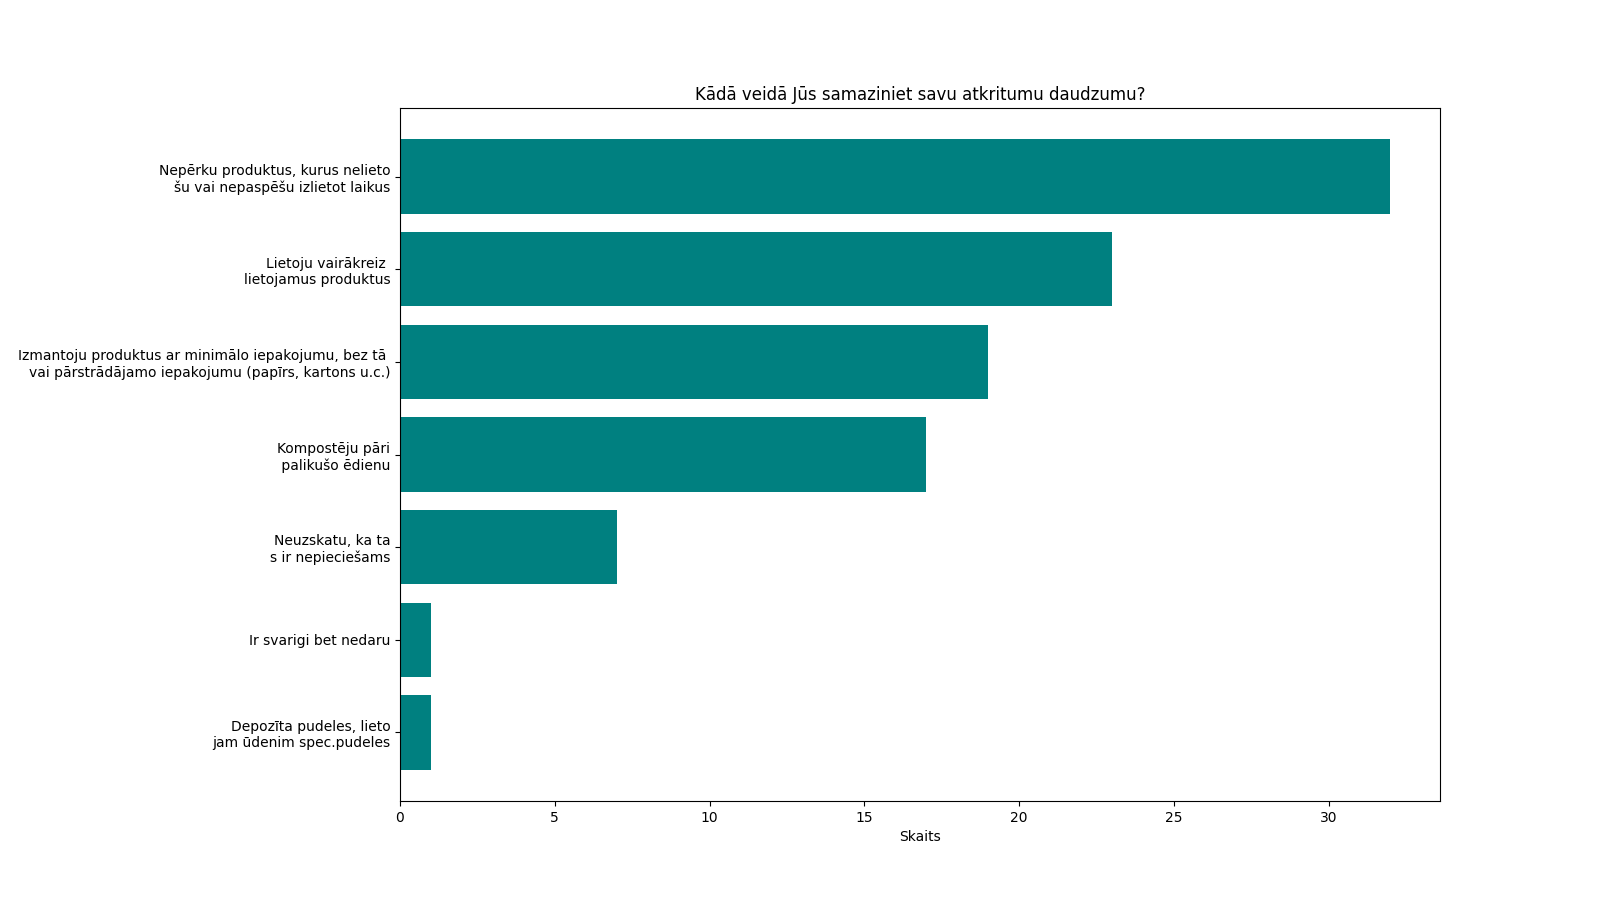 Kādā veidā Jūs samaziniet savu atkritumu daudzumu?
Nepērku produktus, kurus nelieto
šu vai nepaspēšu izlietot laikus
Lietoju vairākreiz
lietojamus produktus
Izmantoju produktus ar minimālo iepakojumu, bez tā
vai pārstrādājamo iepakojumu (papīrs, kartons u.c.)
Kompostēju pāri
palikušo ēdienu
Neuzskatu, ka ta
s ir nepieciešams
Ir svarigi bet nedaru
Depozīta pudeles, lieto
jam ūdenim spec.pudeles
0 5 10 15 20 25 30
Skaits